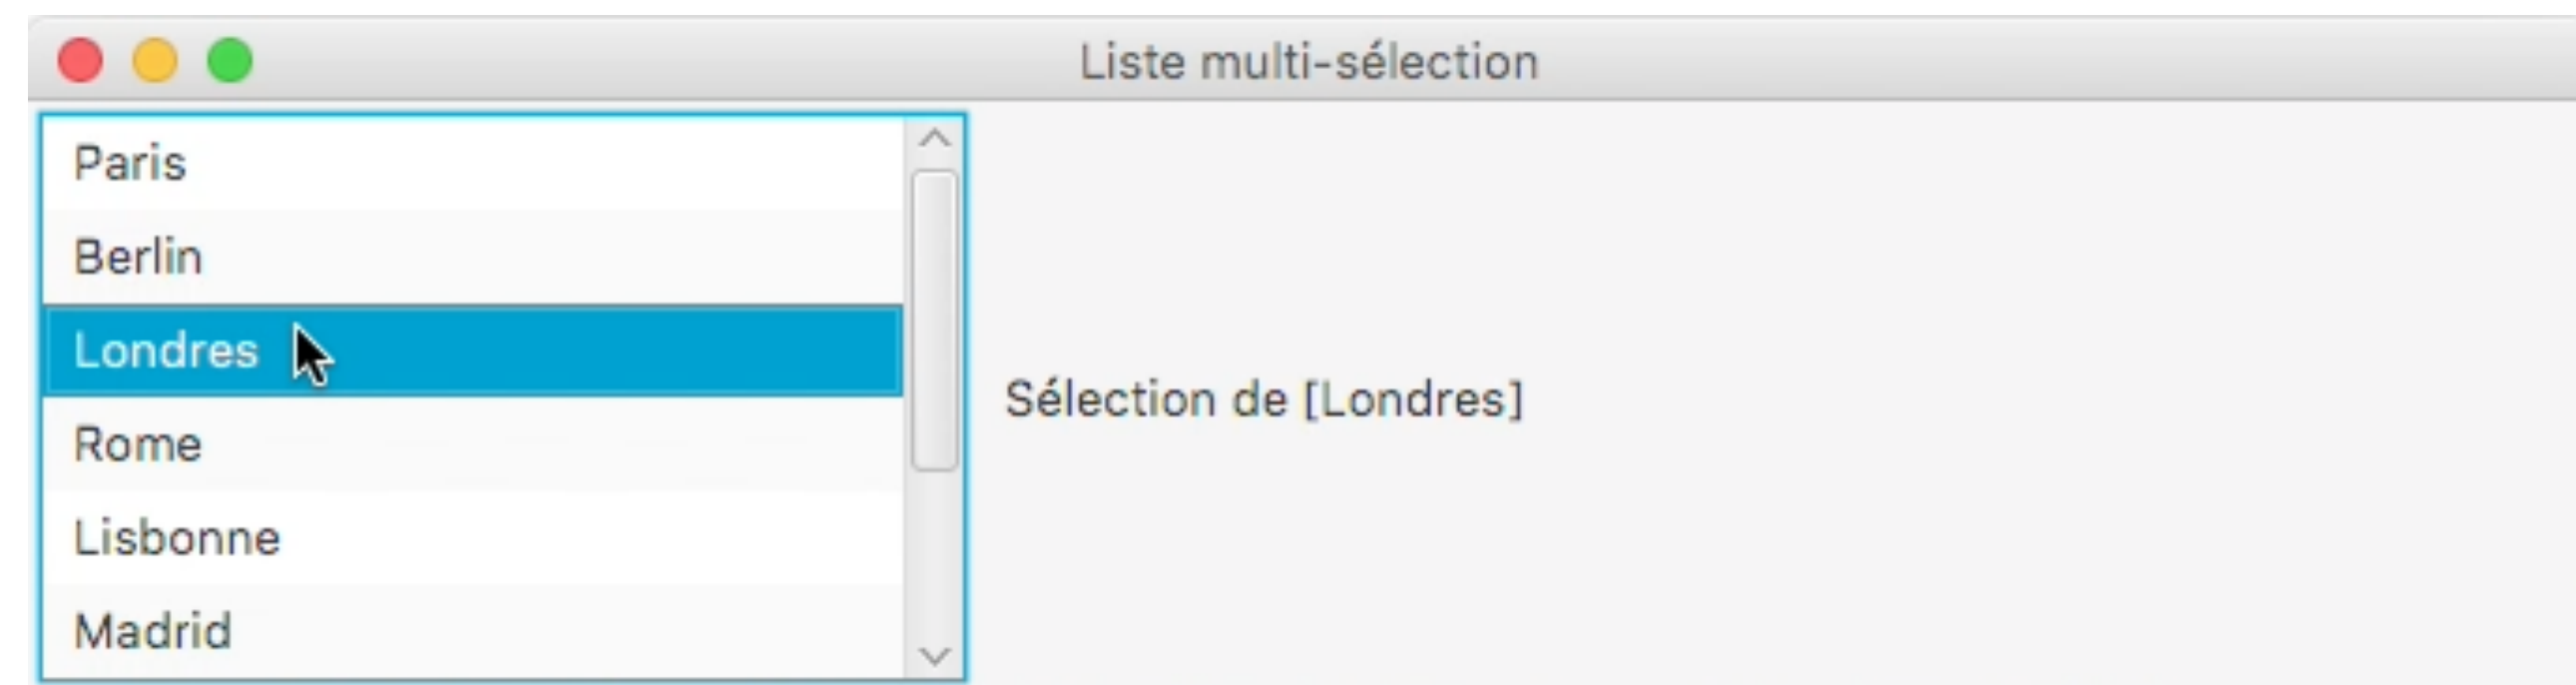 Liste multi-sélection
Paris
Berlin
Londres
Rome
Lisbonne
Madrid
Sélection de [Londres]